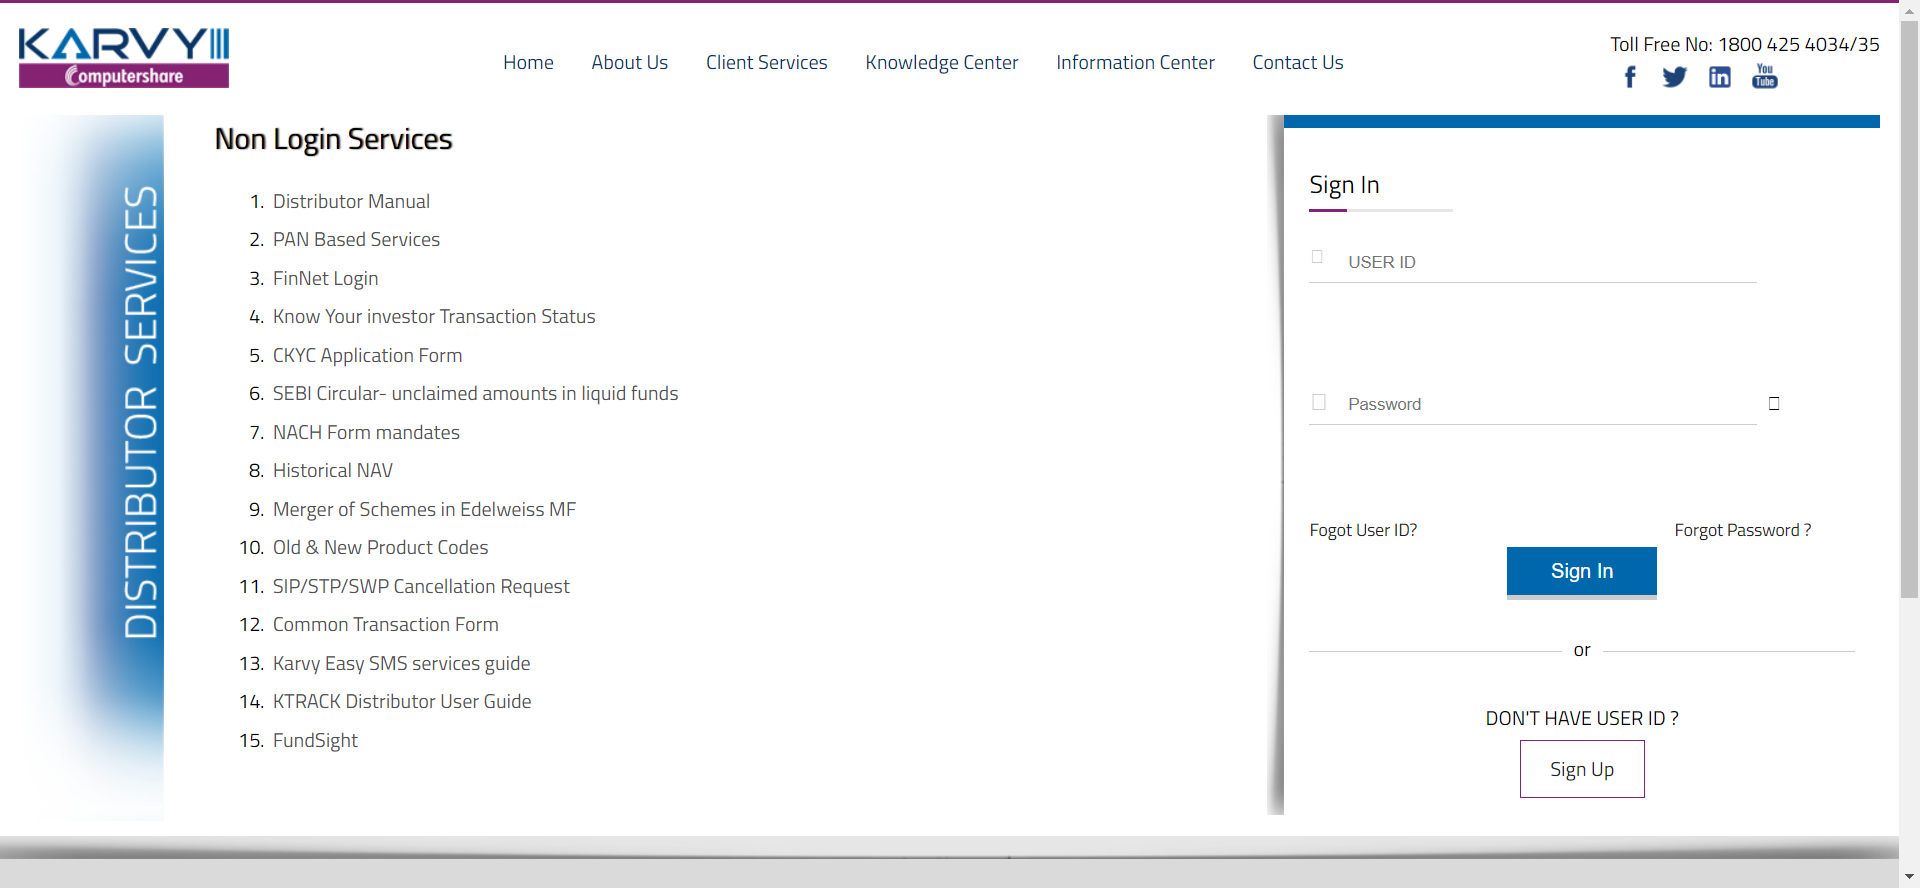 KARVY
Computershare
Home About Us Client Services Knowledge Center Information Center Contact Us
Toll Free No: 1800 425 4034/35
You
Tube
DISTRIBUTOR SERVICES
Non Login Services
1. Distributor Manual
2. PAN Based Services
3. FinNet Login
4. Know Your investor Transaction Status
5. CKYC Application Form
6. SEBI Circular- unclaimed amounts in liquid funds
7. NACH Form mandates
8. Historical NAV
9. Merger of Schemes in Edelweiss MF
10. Old & New Product Codes
11. SIP/STP/SWP Cancellation Request
12. Common Transaction Form
13. Karvy Easy SMS services guide
14. KTRACK Distributor User Guide
15. FundSight
Sign In
USER ID
Password
Fogot User ID? Forgot Password ?
Sign In
or
DON'T HAVE USER ID ?
Sign Up